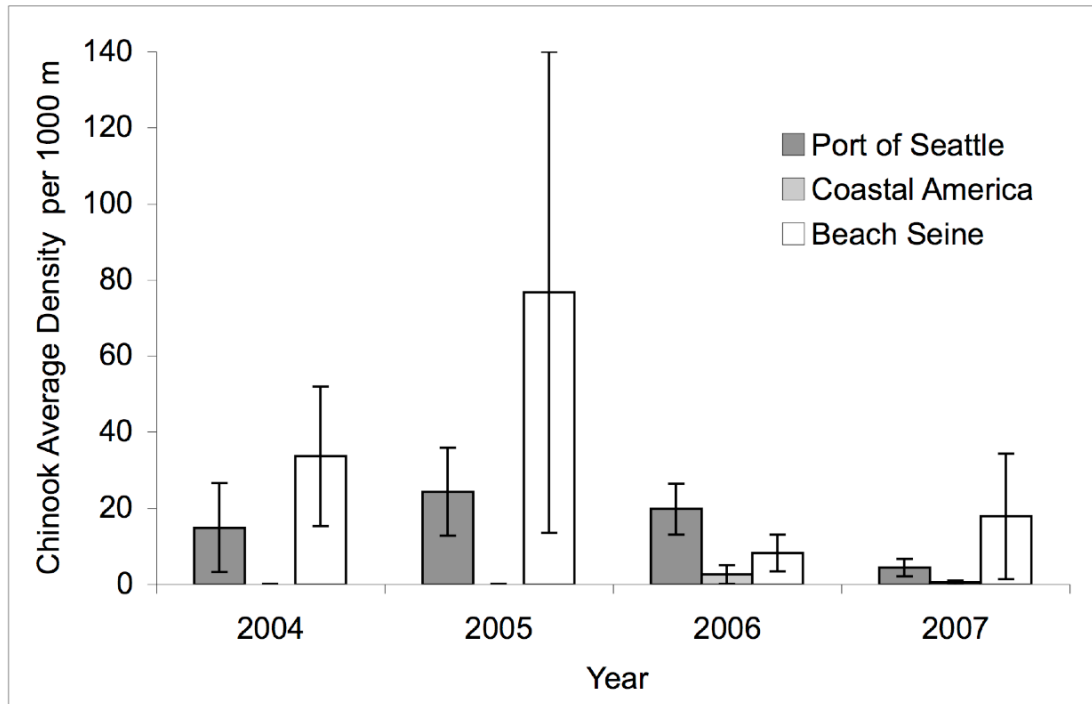 Chinook Average Density per 1000 m
140
120
100
80
60
40
20
0
Port of Seattle
Coastal America
Beach Seine
2004 2005 2006 2007
Year